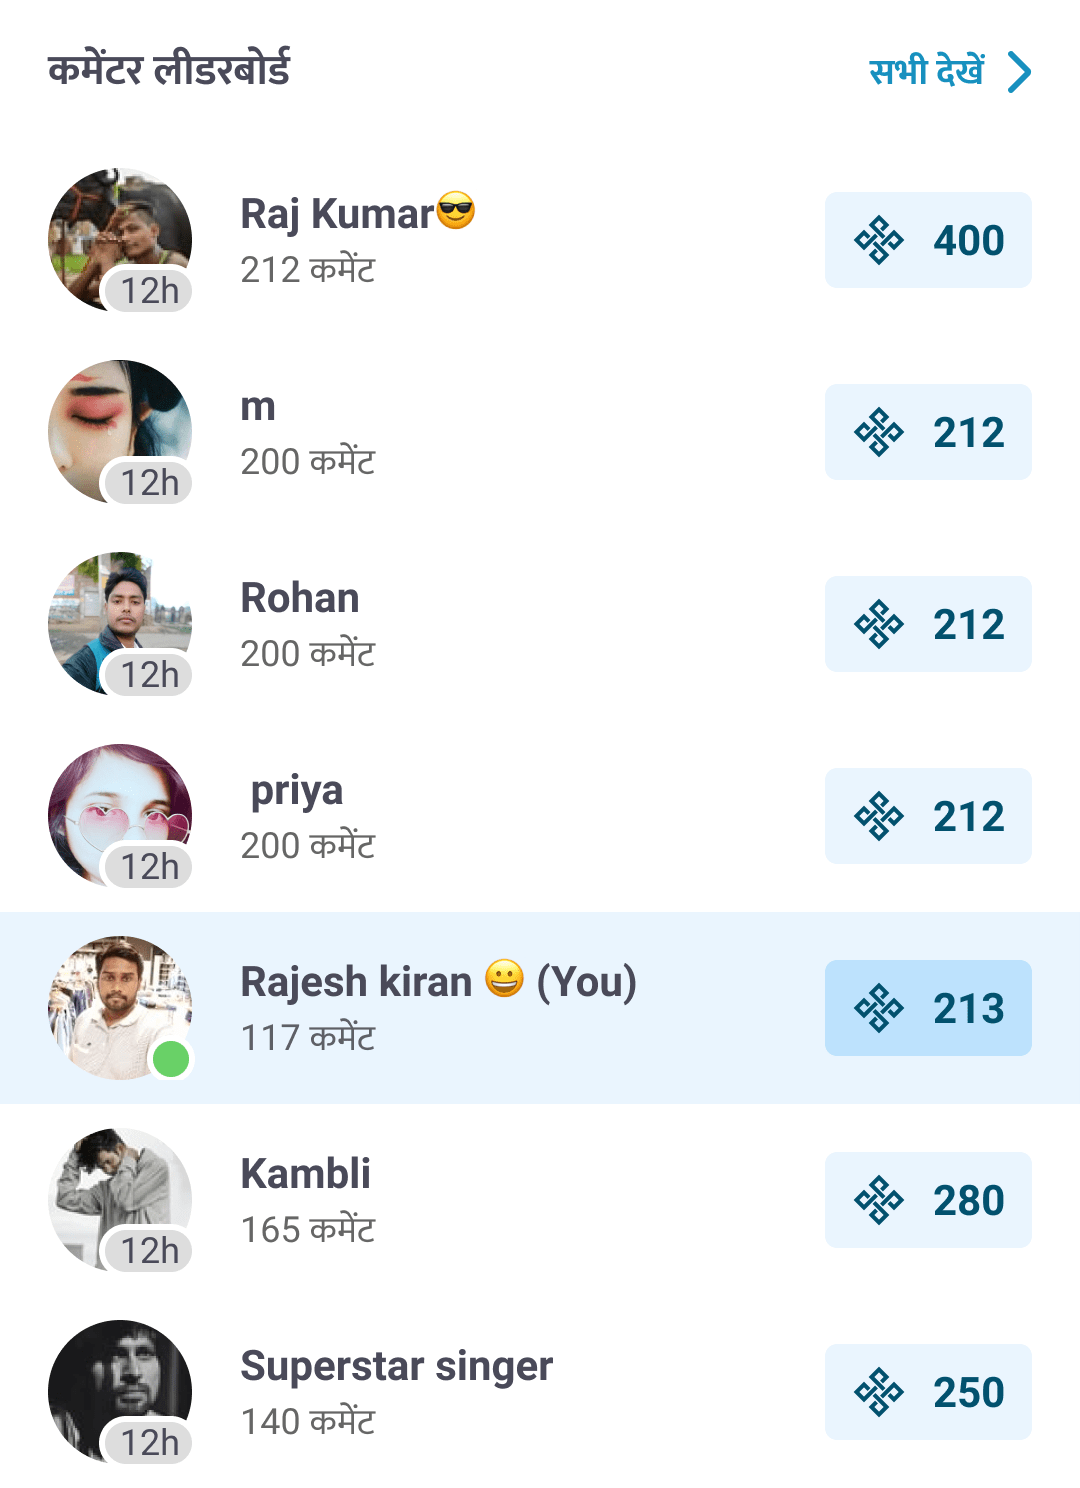 कमेंटर लीडरबोर्ड
सभी देखें
Raj Kumar😎
212 कमेंट
12h
400
m
200 कमेंट
12h
212
Rohan
200 कमेंट
12h
212
priya
200 कमेंट
12h
212
Rajesh kiran 😀 (You)
117 कमेंट
213
Kambli
165 कमेंट
12h
280
Superstar singer
140 कमेंट
12h
250